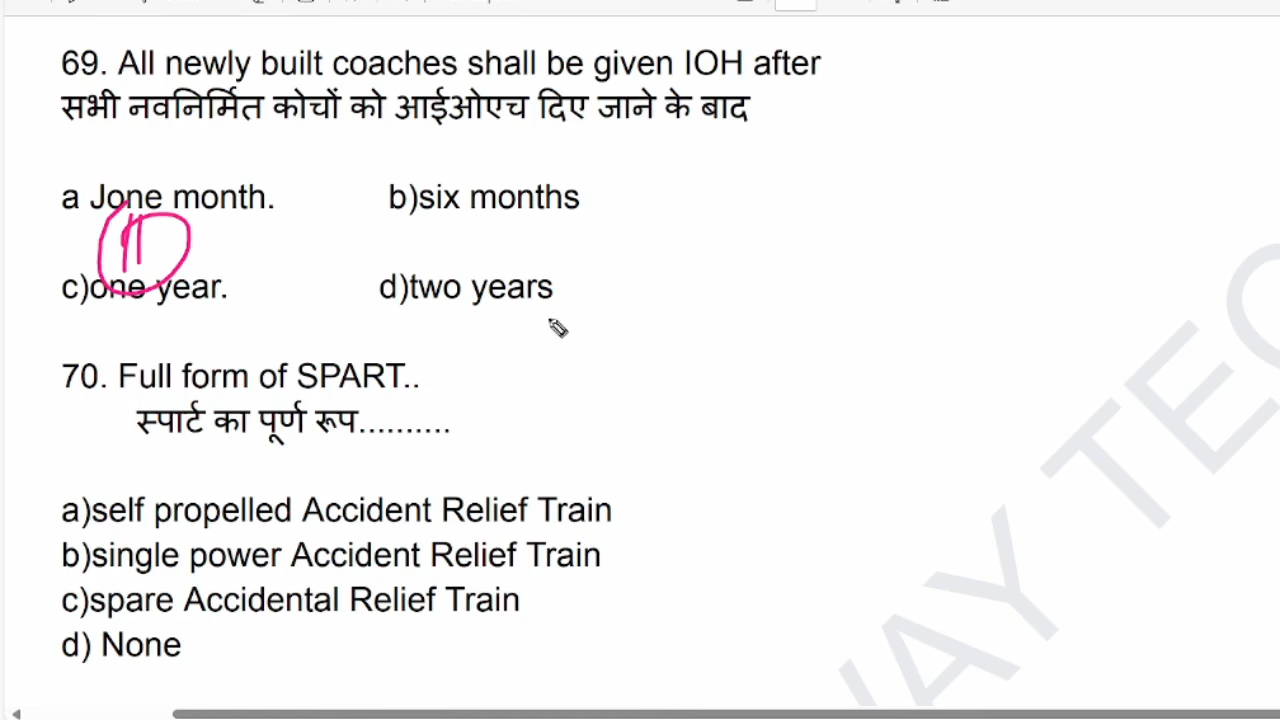 69. All newly built coaches shall be given IOH after
सभी नवनिर्मित कोचों को आईओएच दिए जाने के बाद
a Jone month. b)six months
c)one year. d)two years
70. Full form of SPART..
स्पार्ट का पूर्ण रूप..........
a)self propelled Accident Relief Train
b)single power Accident Relief Train
c)spare Accidental Relief Train
d) None
WAY TEC